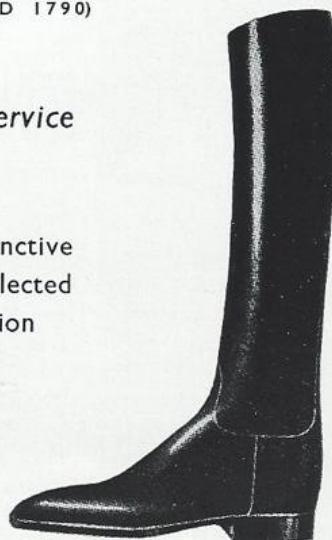 D 1790)
ervice
nctive
lected
ion